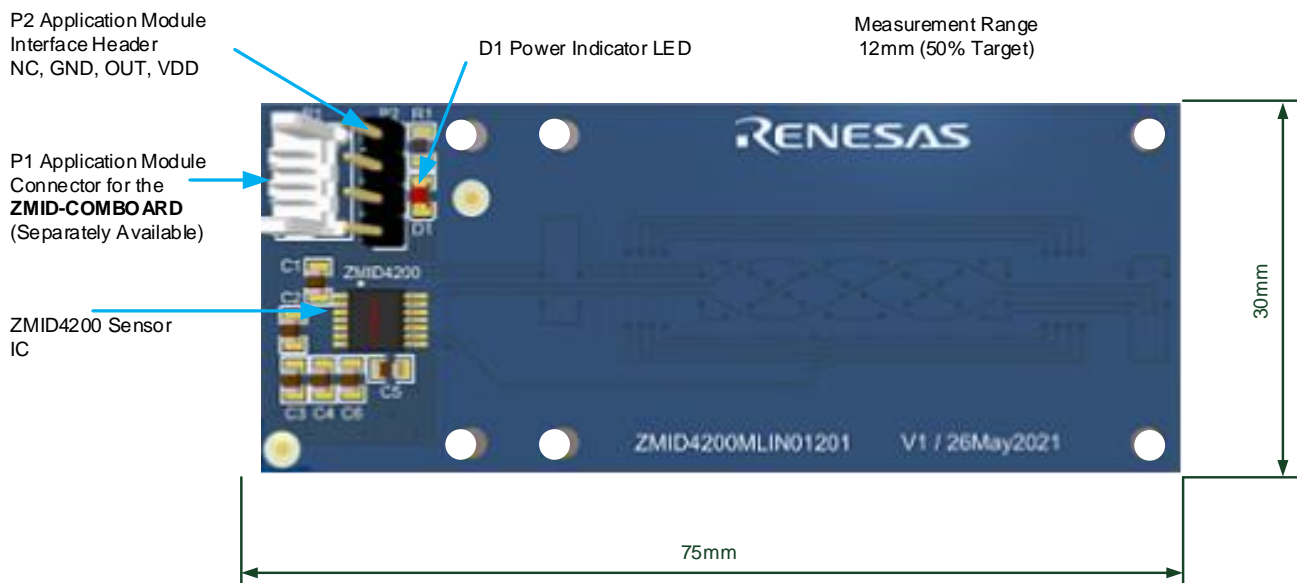 P2 Application Module
Interface Header
NC, GND, OUT, VDD
D1 Power Indicator LED
Measurement Range
12mm (50% Target)
P1 Application Module
Connector for the
ZMID-COMBOARD
(Separately Available)
ZMID4200 Sensor
IC
P1
P2
R1
RENESAS
D1
C1
ZMID4200
C2
C5
C3 C4 C6
ZMID4200MLIN01201
V1 / 26May2021
30mm
75mm